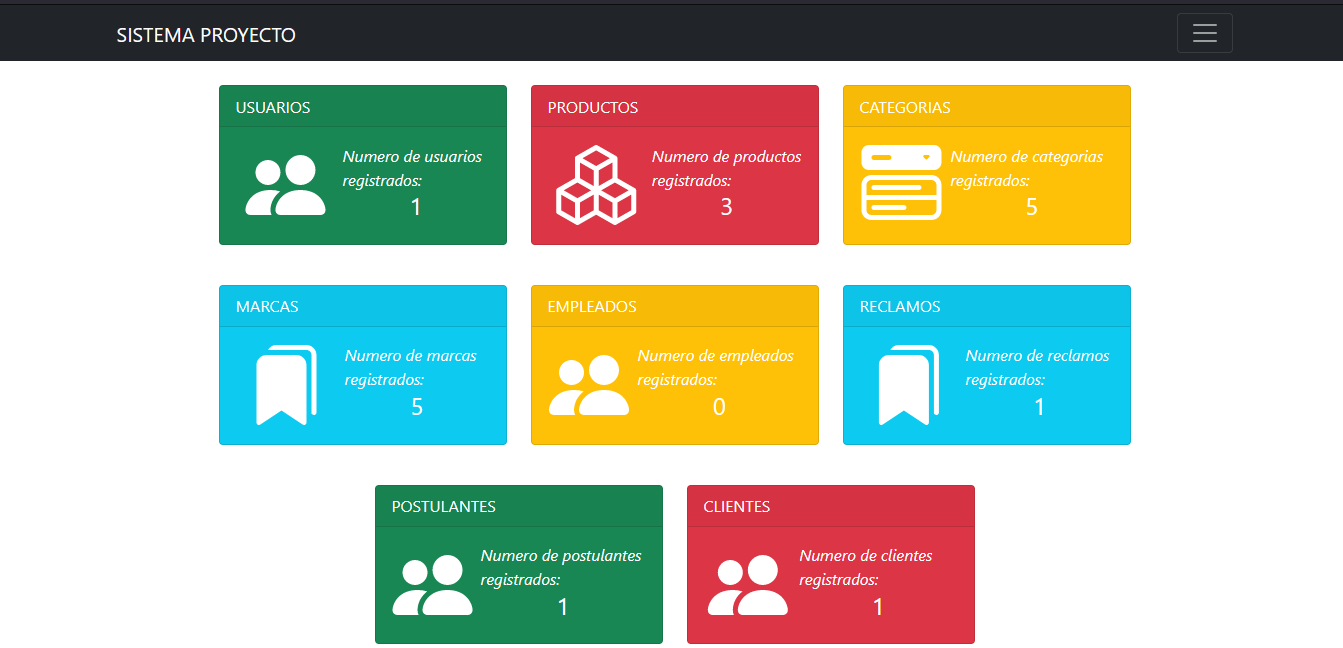 SISTEMA PROYECTO
USUARIOS
Numero de usuarios
registrados:
1
PRODUCTOS
Numero de productos
registrados:
3
CATEGORIAS
Numero de categorias
registrados:
5
MARCAS
Numero de marcas
registrados:
5
EMPLEADOS
Numero de empleados
registrados:
0
RECLAMOS
Numero de reclamos
registrados:
1
POSTULANTES
Numero de postulantes
registrados:
1
CLIENTES
Numero de clientes
registrados:
1